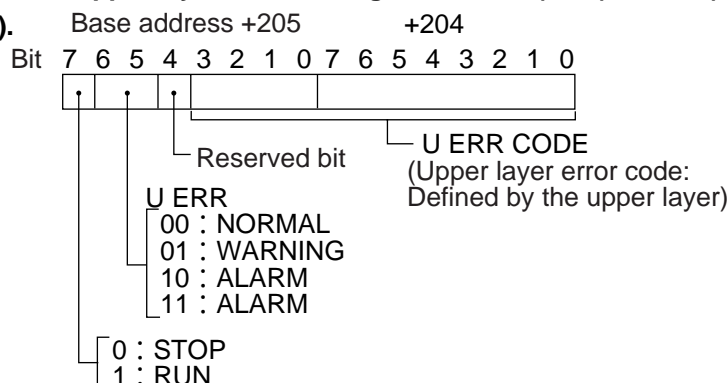 ).
Base address +205 +204
Bit 7 6 5 4 3 2 1 0 7 6 5 4 3 2 1 0
Reserved bit
U ERR CODE
(Upper layer error code:
Defined by the upper layer)
U ERR
00 : NORMAL
01 : WARNING
10 : ALARM
11 : ALARM
0 : STOP
1 : RUN